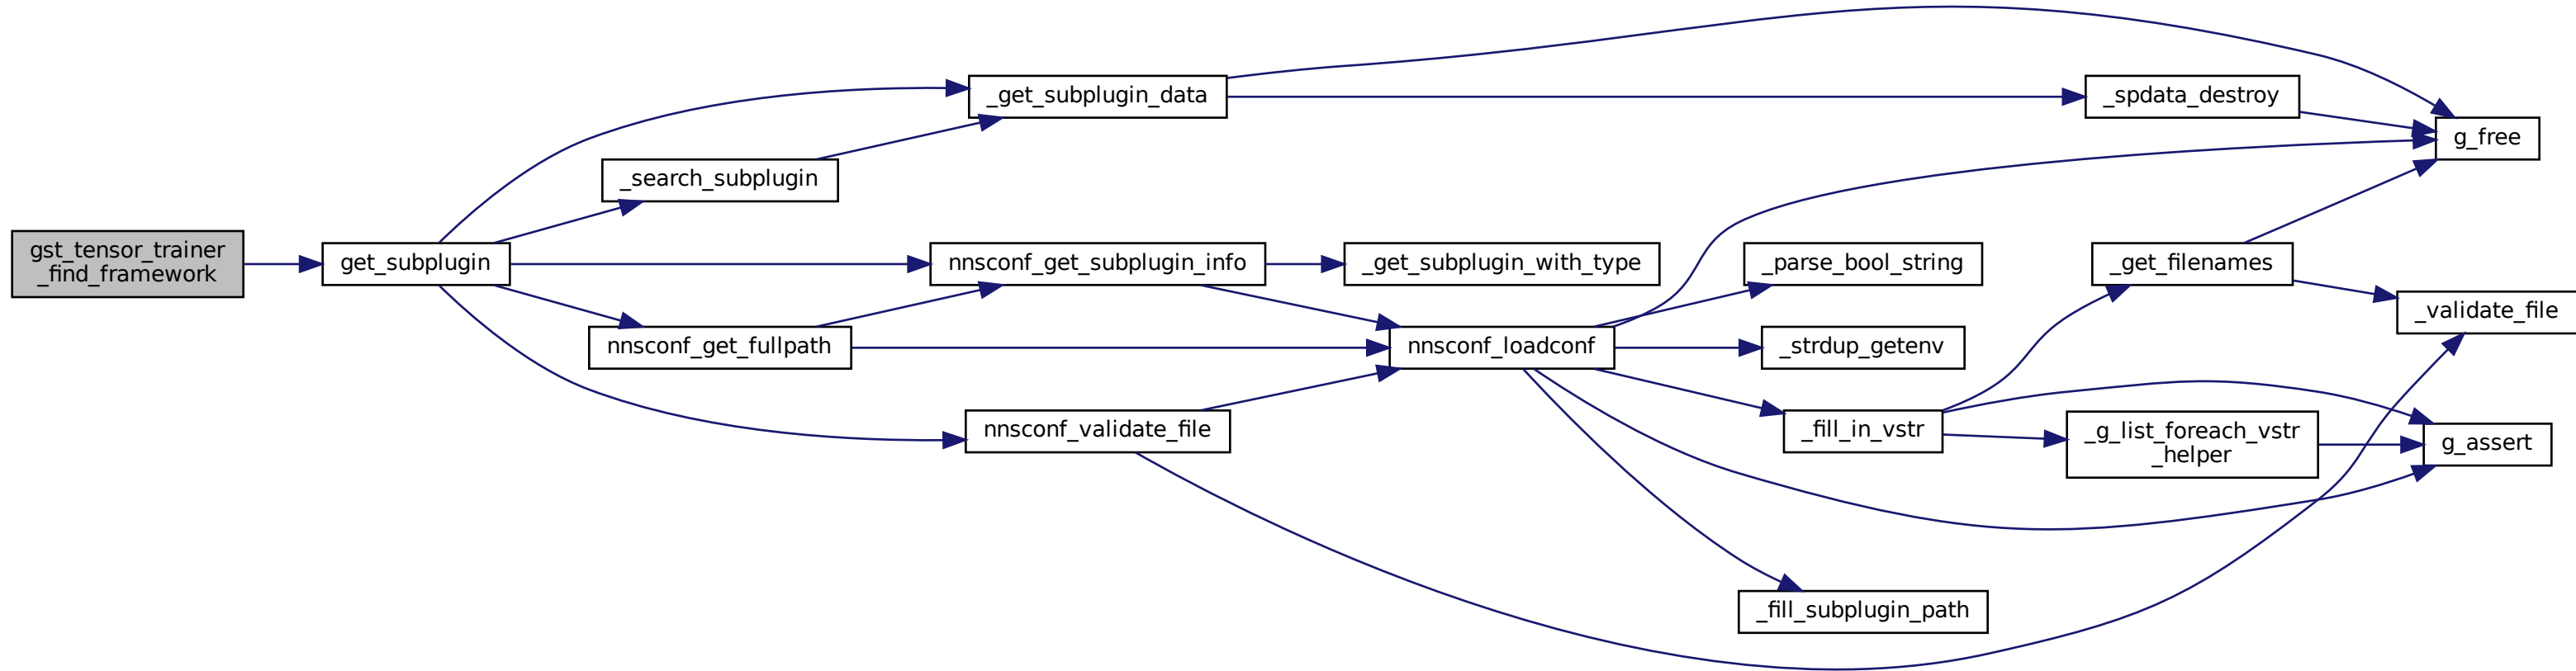 gst_tensor_trainer
_find_framework
get_subplugin
_get_subplugin_data
_search_subplugin
nnsconf_get_subplugin_info
nnsconf_get_fullpath
nnsconf_validate_file
_get_subplugin_with_type
nnsconf_loadconf
_spdata_destroy
g_free
_parse_bool_string
_strdup_getenv
_fill_in_vstr
_fill_subplugin_path
_get_filenames
_validate_file
_g_list_foreach_vstr
_helper
g_assert